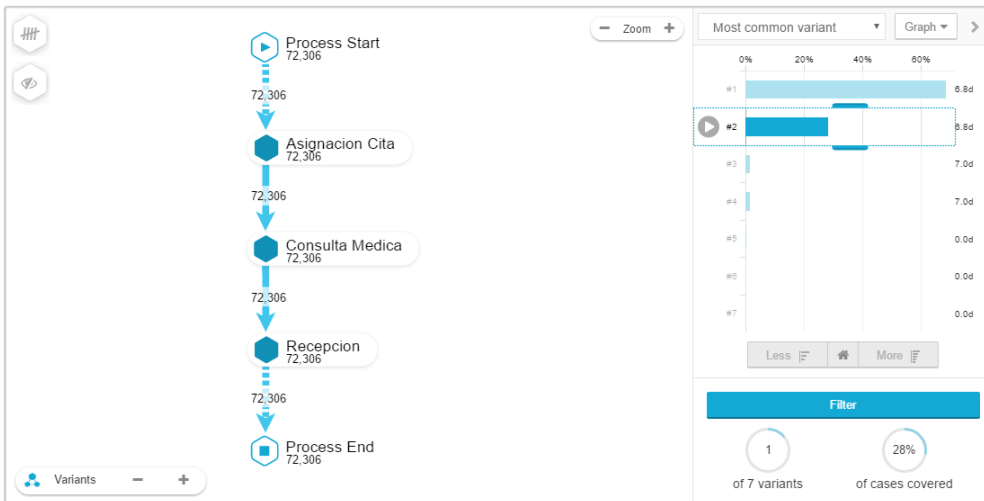 Process Start
72,306
72,306
Asignacion Cita
72,306
72,306
Consulta Medica
72,306
72,306
Recepcion
72,306
72,306
Process End
72,306
Zoom
Variants
Most common variant
Graph
0% 20% 40% 60%
#1 6.8d
#2 6.8d
#3 7.0d
#4 7.0d
#5 0.0d
#6 0.0d
#7 0.0d
Less More
Filter
1 28%
of 7 variants of cases covered